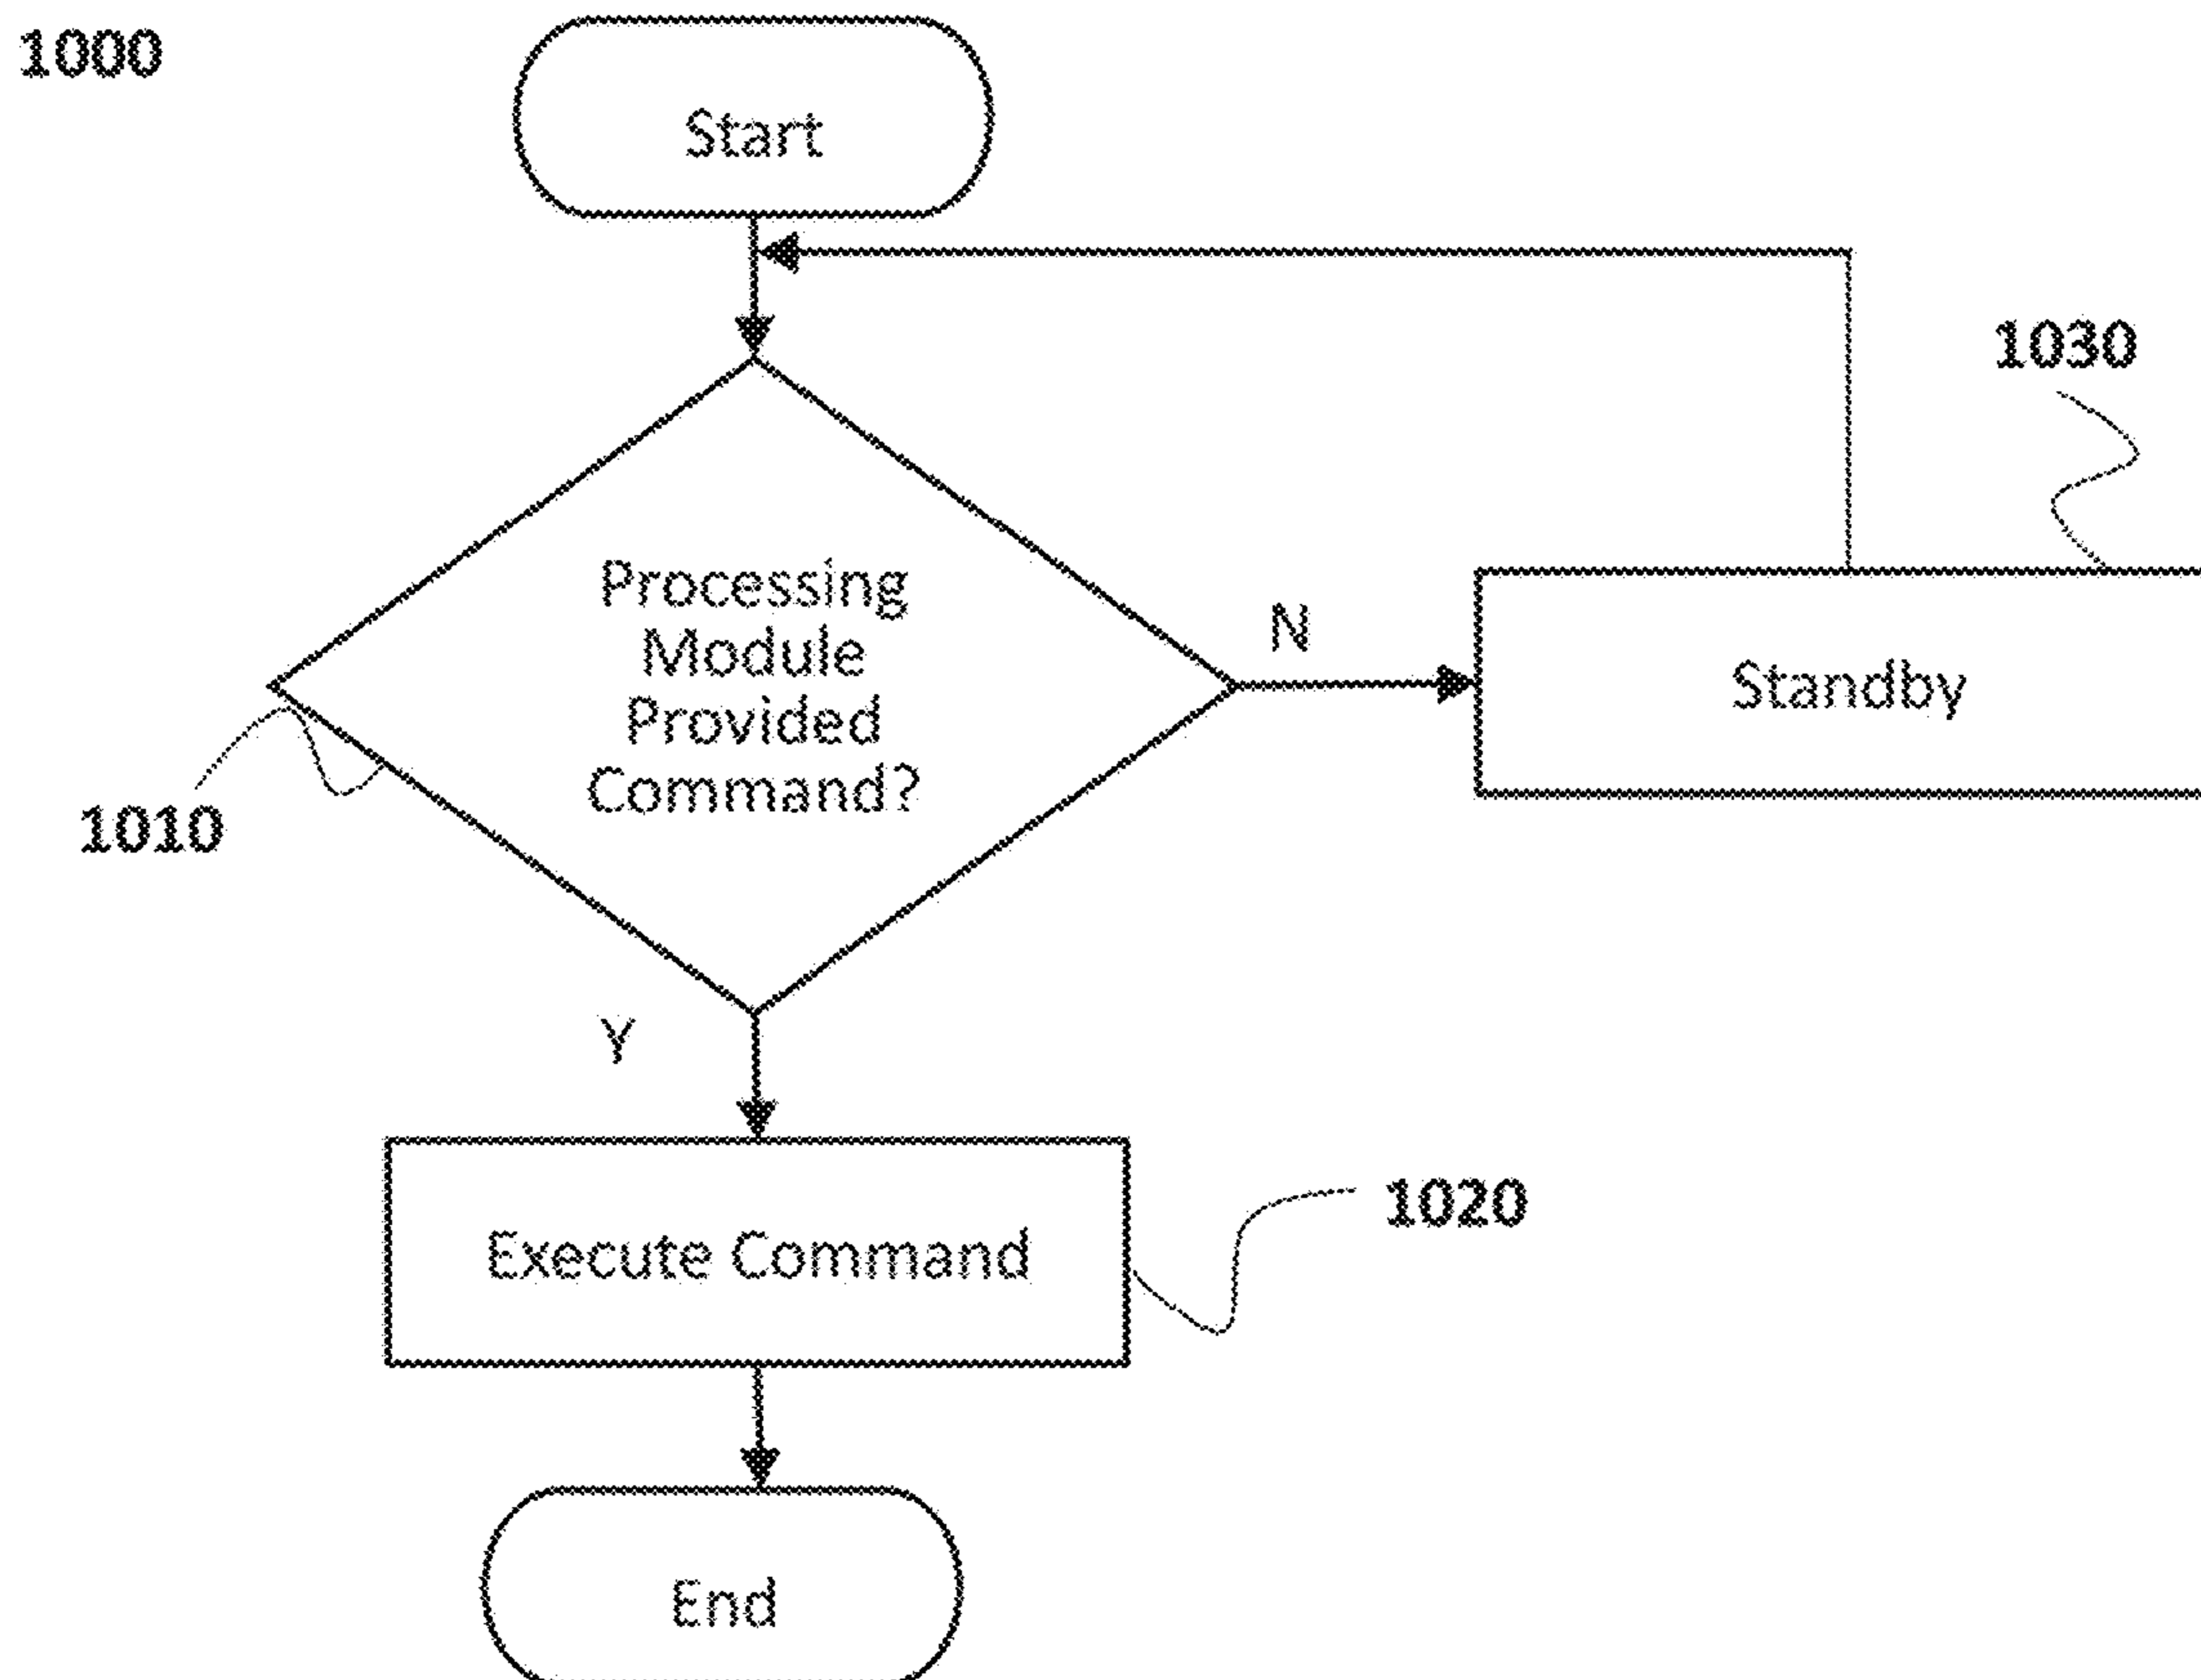 1000
Start
1030
Processing
Module
Provided
Command?
N
Standby
1010
Y
Execute Command
1020
End